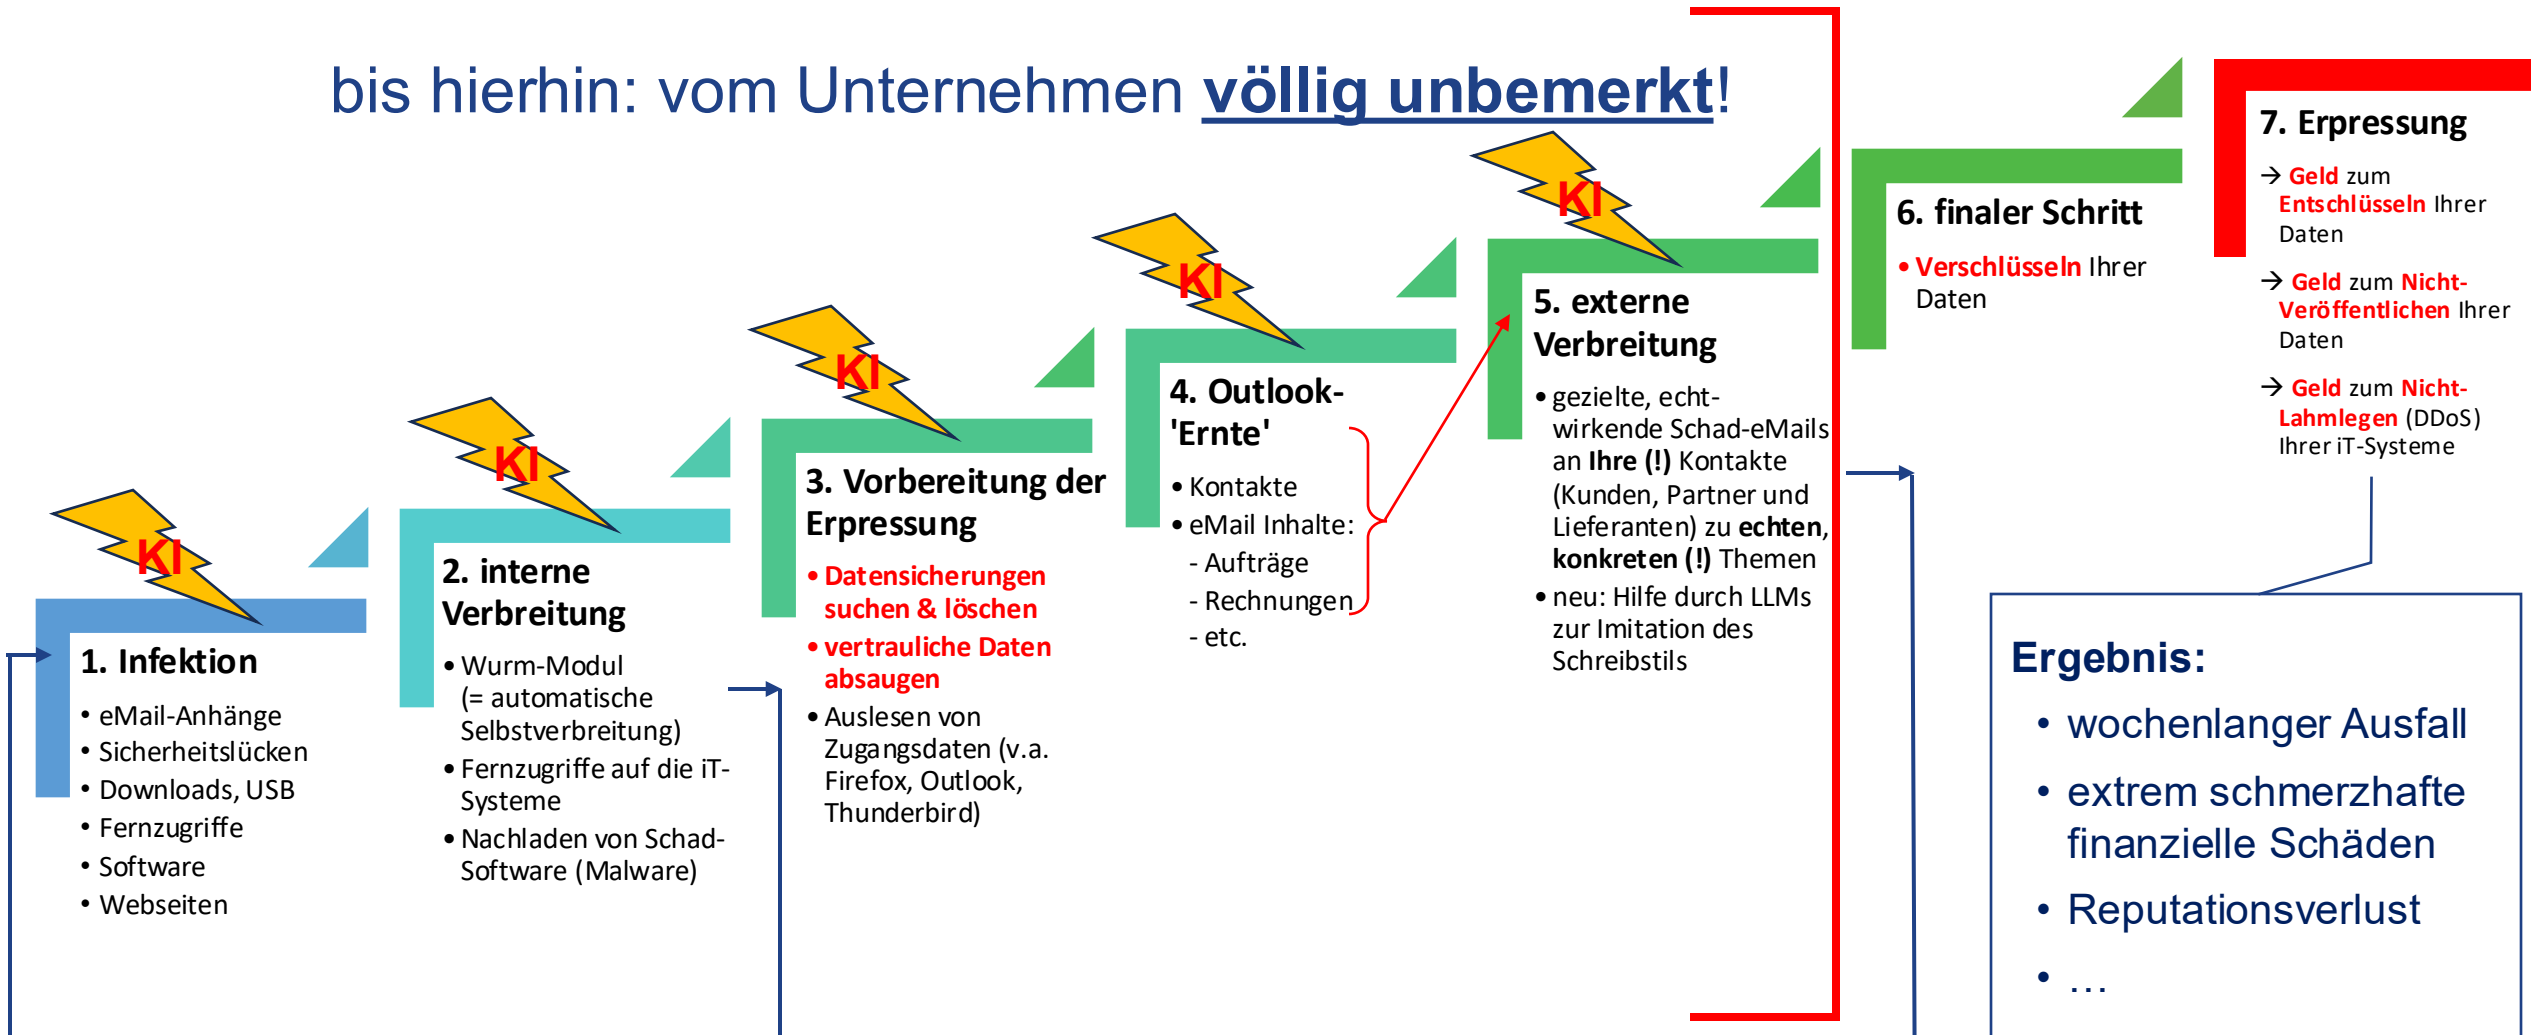 bis hierhin: vom Unternehmen völlig unbemerkt!
KI
1. Infektion
• eMail-Anhänge
• Sicherheitslücken
• Downloads, USB
• Fernzugriffe
• Software
• Webseiten
KI
2. interne
Verbreitung
• Wurm-Modul
(= automatische
Selbstverbreitung)
• Fernzugriffe auf die iT-
Systeme
• Nachladen von Schad-
Software (Malware)
KI
3. Vorbereitung der
Erpressung
• Datensicherungen
suchen & löschen
• vertrauliche Daten
absaugen
• Auslesen von
Zugangsdaten (v.a.
Firefox, Outlook,
Thunderbird)
KI
4. Outlook-
'Ernte'
• Kontakte
• eMail Inhalte:
- Aufträge
- Rechnungen
- etc.
KI
5. externe
Verbreitung
• gezielte, echt-
wirkende Schad-eMails
an Ihre (!) Kontakte
(Kunden, Partner und
Lieferanten) zu echten,
konkreten (!) Themen
• neu: Hilfe durch LLMs
zur Imitation des
Schreibstils
6. finaler Schritt
• Verschlüsseln Ihrer
Daten
7. Erpressung
→ Geld zum
Entschlüsseln Ihrer
Daten
→ Geld zum Nicht-
Veröffentlichen Ihrer
Daten
→ Geld zum Nicht-
Lahmlegen (DDoS)
Ihrer iT-Systeme
Ergebnis:
• wochenlanger Ausfall
• extrem schmerzhafte
finanzielle Schäden
• Reputationsverlust
• …